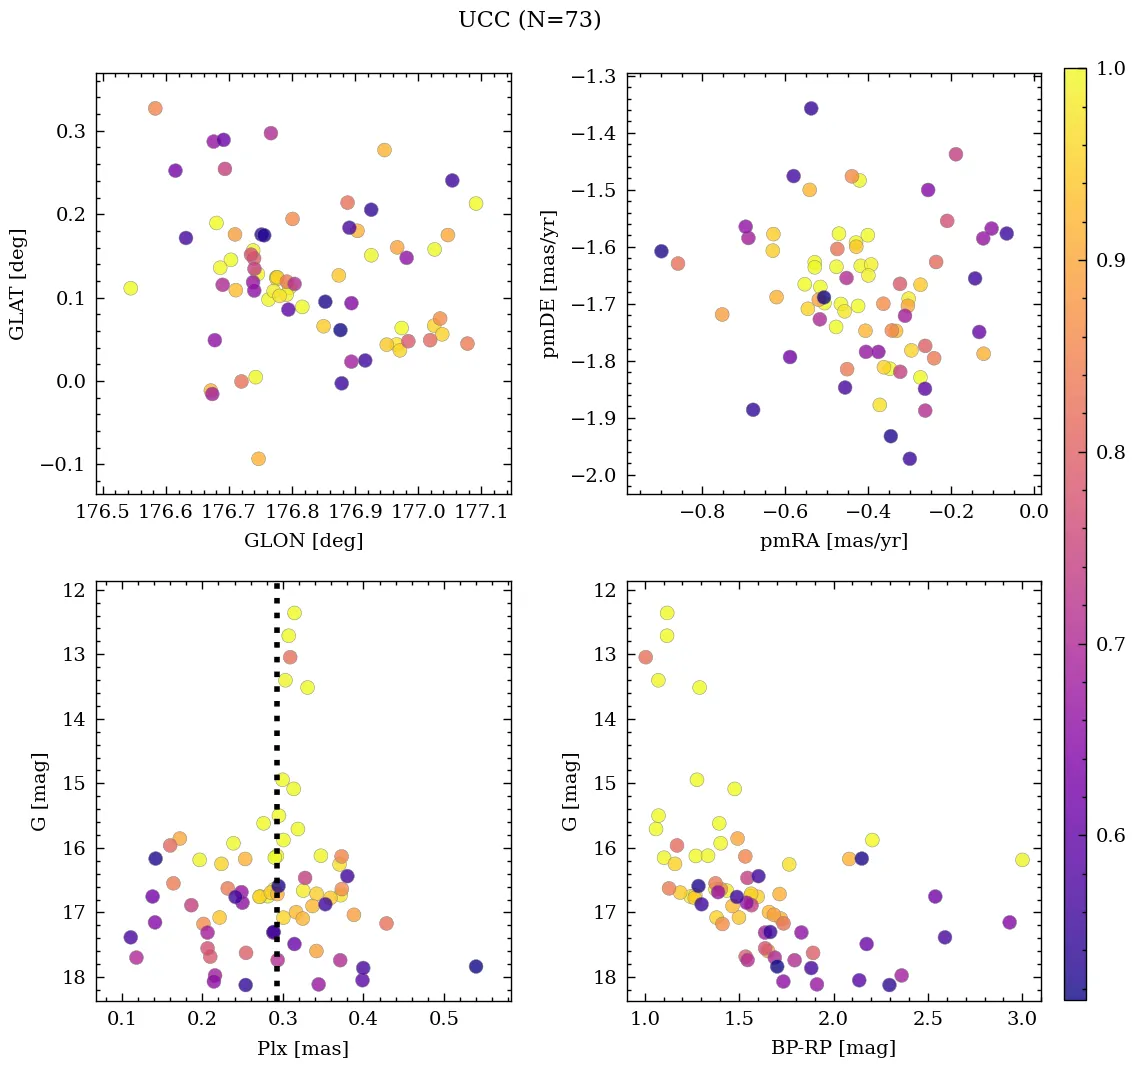 UCC (N=73)
0.3
0.2
0.1
0.0
−0.1
GLAT [deg]
176.5 176.6 176.7 176.8 176.9 177.0 177.1
GLON [deg]
−1.3
−1.4
−1.5
−1.6
−1.7
−1.8
−1.9
−2.0
pmDE [mas/yr]
−0.8 −0.6 −0.4 −0.2 0.0
pmRA [mas/yr]
1.0
0.9
0.8
0.7
0.6
12
13
14
15
16
17
18
G [mag]
0.1 0.2 0.3 0.4 0.5
Plx [mas]
12
13
14
15
16
17
18
G [mag]
1.0 1.5 2.0 2.5 3.0
BP-RP [mag]